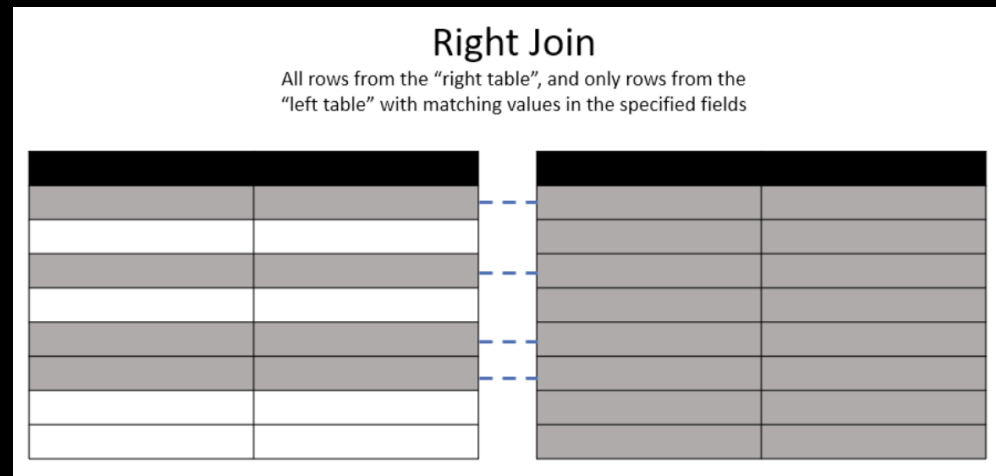 Right Join
All rows from the “right table”, and only rows from the
“left table” with matching values in the specified fields